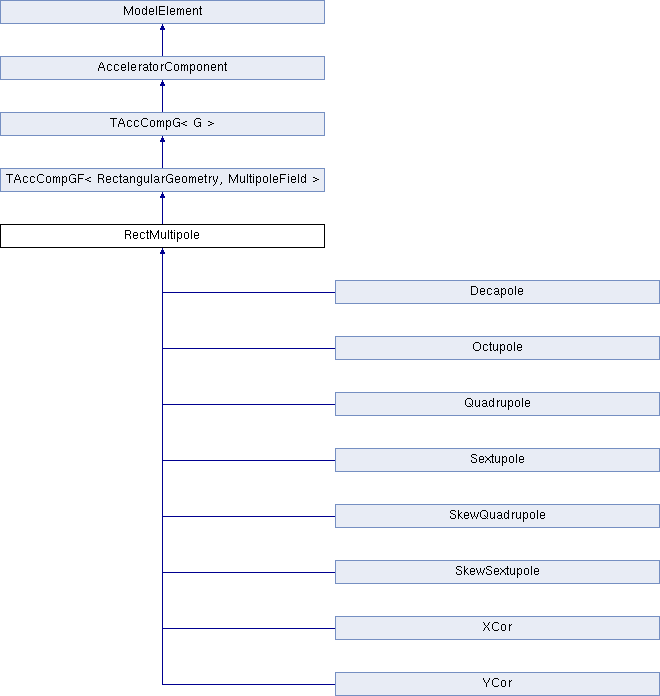 ModelElement
AcceleratorComponent
TAccCompG< G >
TAccCompGF< RectangularGeometry, MultipoleField >
RectMultipole
Decapole
Octupole
Quadrupole
Sextupole
SkewQuadrupole
SkewSextupole
XCor
YCor